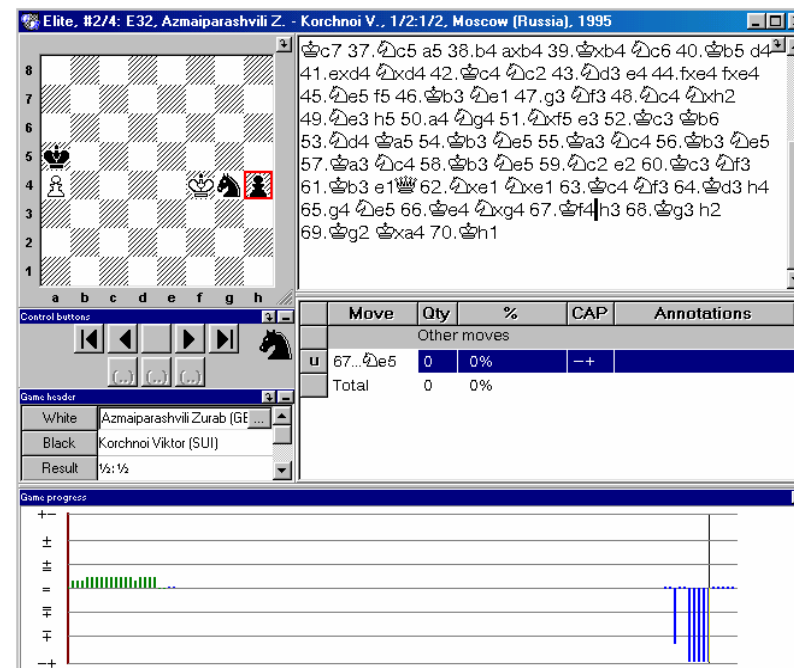 Elite, #2/4: E32, Azmaiparashvili Z. - Korchnoi V., 1/2:1/2, Moscow (Russia), 1995
8
7
6
5
4
3
2
1
a b c d e f g h
♔c7 37.♘c5 a5 38.b4 axb4 39.♔xb4 ♘c6 40.♔b5 d4
41.exd4 ♘xd4 42.♔c4 ♘c2 43.♘d3 e4 44.fxe4 fxe4
45.♘e5 f5 46.♔b3 ♘e1 47.g3 ♘f3 48.♘c4 ♘xh2
49.♘e3 h5 50.a4 ♘g4 51.♘xf5 e3 52.♔c3 ♔b6
53.♘d4 ♔a5 54.♔b3 ♘e5 55.♔a3 ♘c4 56.♔b3 ♘e5
57.♔a3 ♘c4 58.♔b3 ♘e5 59.♘c2 e2 60.♔c3 ♘f3
61.♔b3 e1♕ 62.♘xe1 ♘xe1 63.♔c4 ♘f3 64.♔d3 h4
65.g4 ♘e5 66.♔e4 ♘xg4 67.♔f4 h3 68.♔g3 h2
69.♔g2 ♔xa4 70.♔h1
Control buttons
(..) (..) (..)
Game header
White Azmaiparashvili Zurab (GE ...
Black Korchnoi Viktor (SUI)
Result ½:½
Move Qty % CAP Annotations
Other moves
u 67...♘e5 0 0% −+
Total 0 0%
Game progress
+−
±
⩲
=
⩱
∓
−+